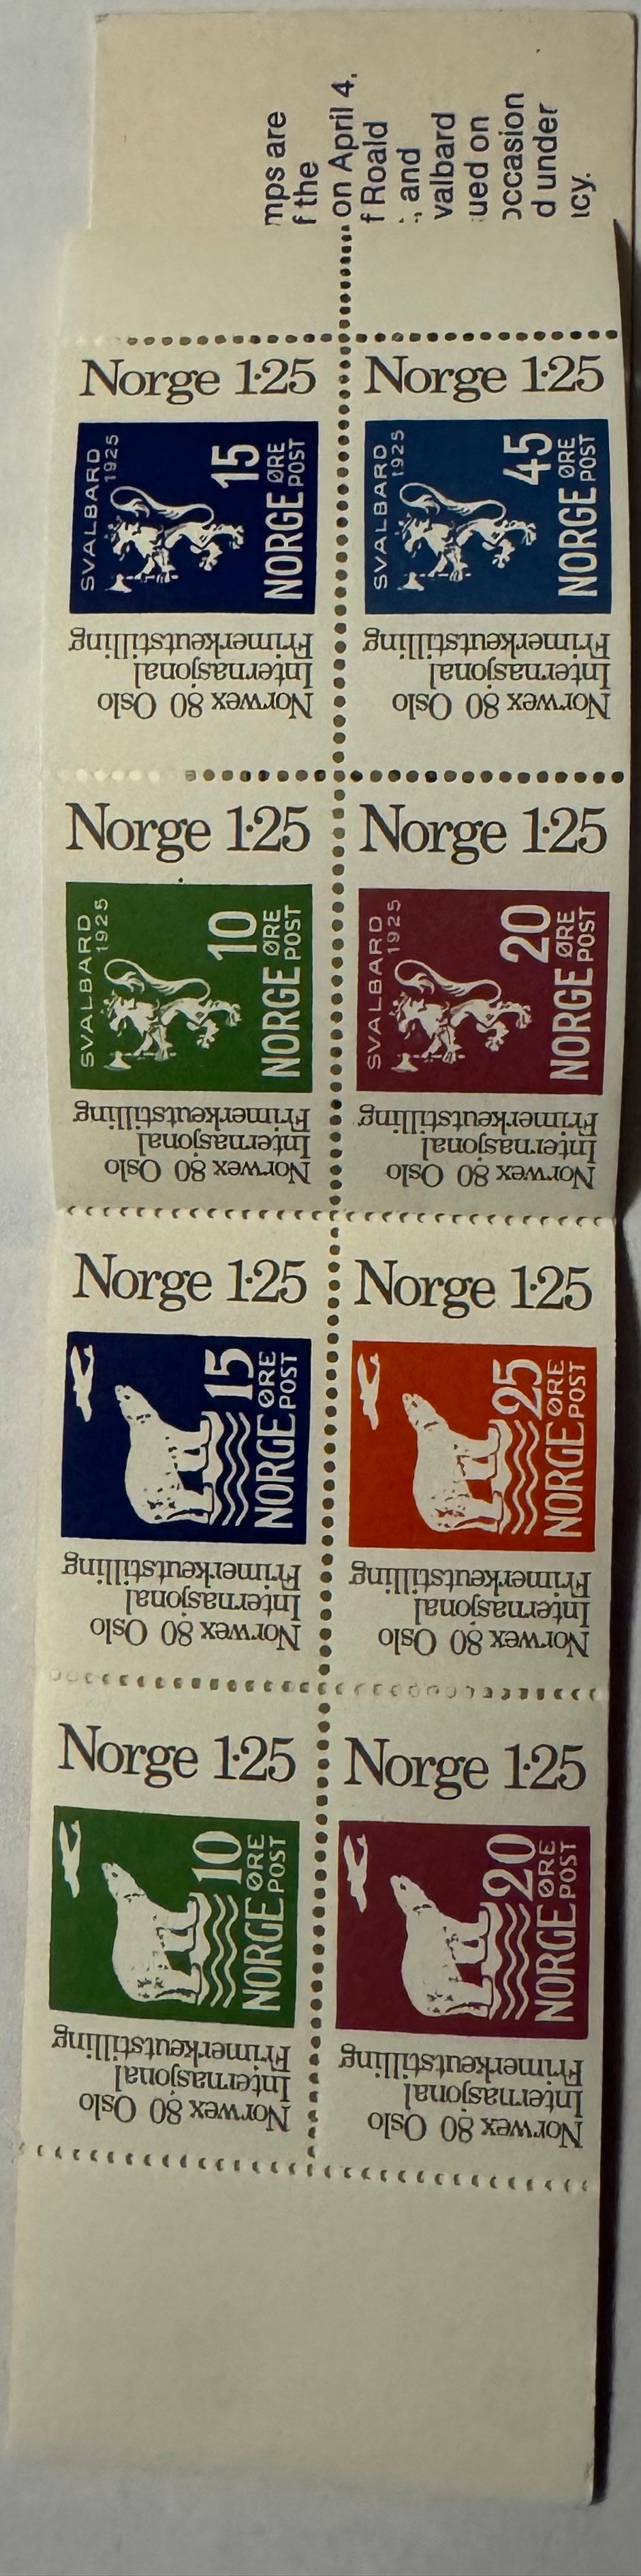 mps are
f the
on April 4,
f Roald
, and
valbard
ued on
occasion
d under
icy.
Norge 1·25
SVALBARD
1925
15
NORGE ØRE
POST
Norwex 80 Oslo
Internasjonal
Frimerkeutstilling
Norge 1·25
SVALBARD
1925
45
NORGE ØRE
POST
Norwex 80 Oslo
Internasjonal
Frimerkeutstilling
Norge 1·25
SVALBARD
1925
10
NORGE ØRE
POST
Norwex 80 Oslo
Internasjonal
Frimerkeutstilling
Norge 1·25
SVALBARD
1925
20
NORGE ØRE
POST
Norwex 80 Oslo
Internasjonal
Frimerkeutstilling
Norge 1·25
15
NORGE ØRE
POST
Norwex 80 Oslo
Internasjonal
Frimerkeutstilling
Norge 1·25
25
NORGE ØRE
POST
Norwex 80 Oslo
Internasjonal
Frimerkeutstilling
Norge 1·25
10
NORGE ØRE
POST
Norwex 80 Oslo
Internasjonal
Frimerkeutstilling
Norge 1·25
20
NORGE ØRE
POST
Norwex 80 Oslo
Internasjonal
Frimerkeutstilling